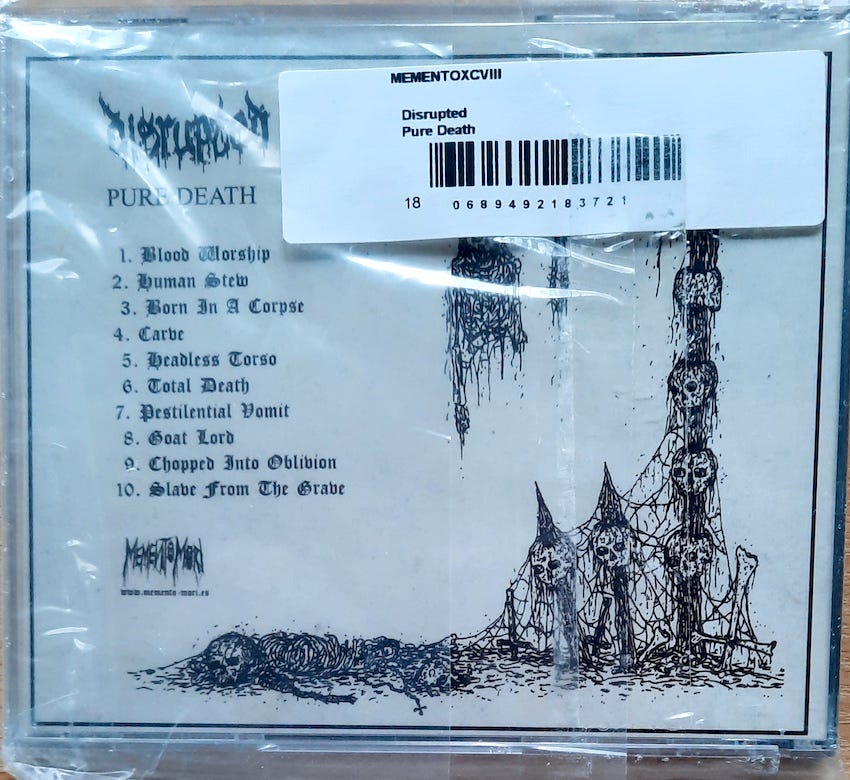 MEMENTOXCVIII
Disrupted
Pure Death
18 0689492183721
Disrupted
PURE DEATH
1. Blood Worship
2. Human Stew
3. Born In A Corpse
4. Carve
5. Headless Torso
6. Total Death
7. Pestilential Vomit
8. Goat Lord
9. Chopped Into Oblivion
10. Slave From The Grave
MEMENTO MORI
www.memento-mori.es